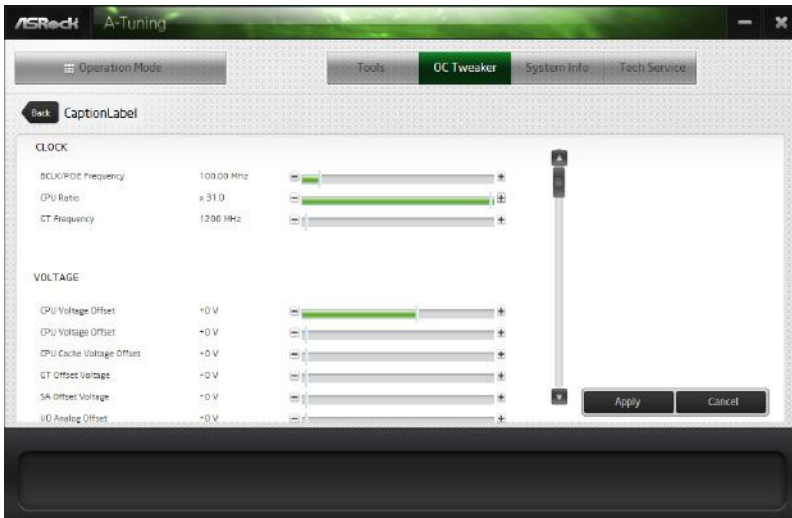 ASRock A-Tuning
Operation Mode Tools OC Tweaker System Info Tech Service
Back CaptionLabel
CLOCK
BCLK/PCIE Frequency 100.00 MHz
CPU Ratio x 31.0
GT Frequency 1200 MHz
VOLTAGE
CPU Voltage Offset +0 V
CPU Voltage Offset +0 V
CPU Cache Voltage Offset +0 V
GT Offset Voltage +0 V
SA Offset Voltage +0 V
I/O Analog Offset +0 V
Apply Cancel